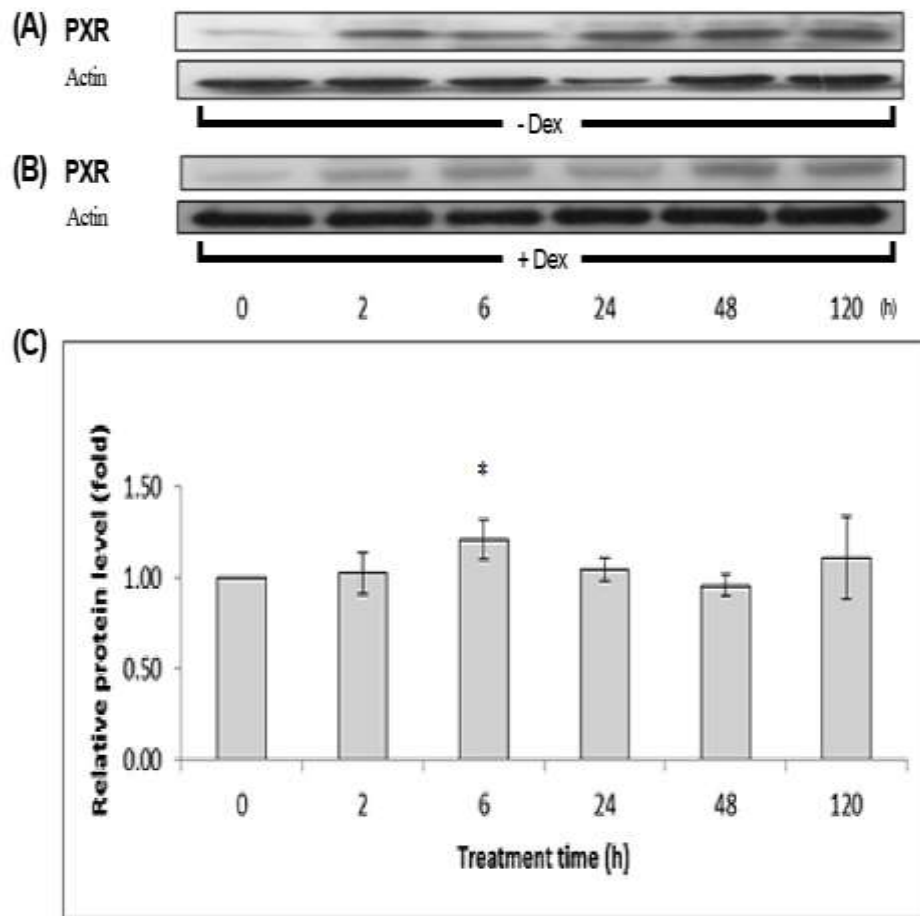 (A) PXR
Actin
- Dex
(B) PXR
Actin
+ Dex
0 2 6 24 48 120 (h)
(C)
Relative protein level (fold)
1.50
1.00
0.50
0.00
*
0 2 6 24 48 120
Treatment time (h)